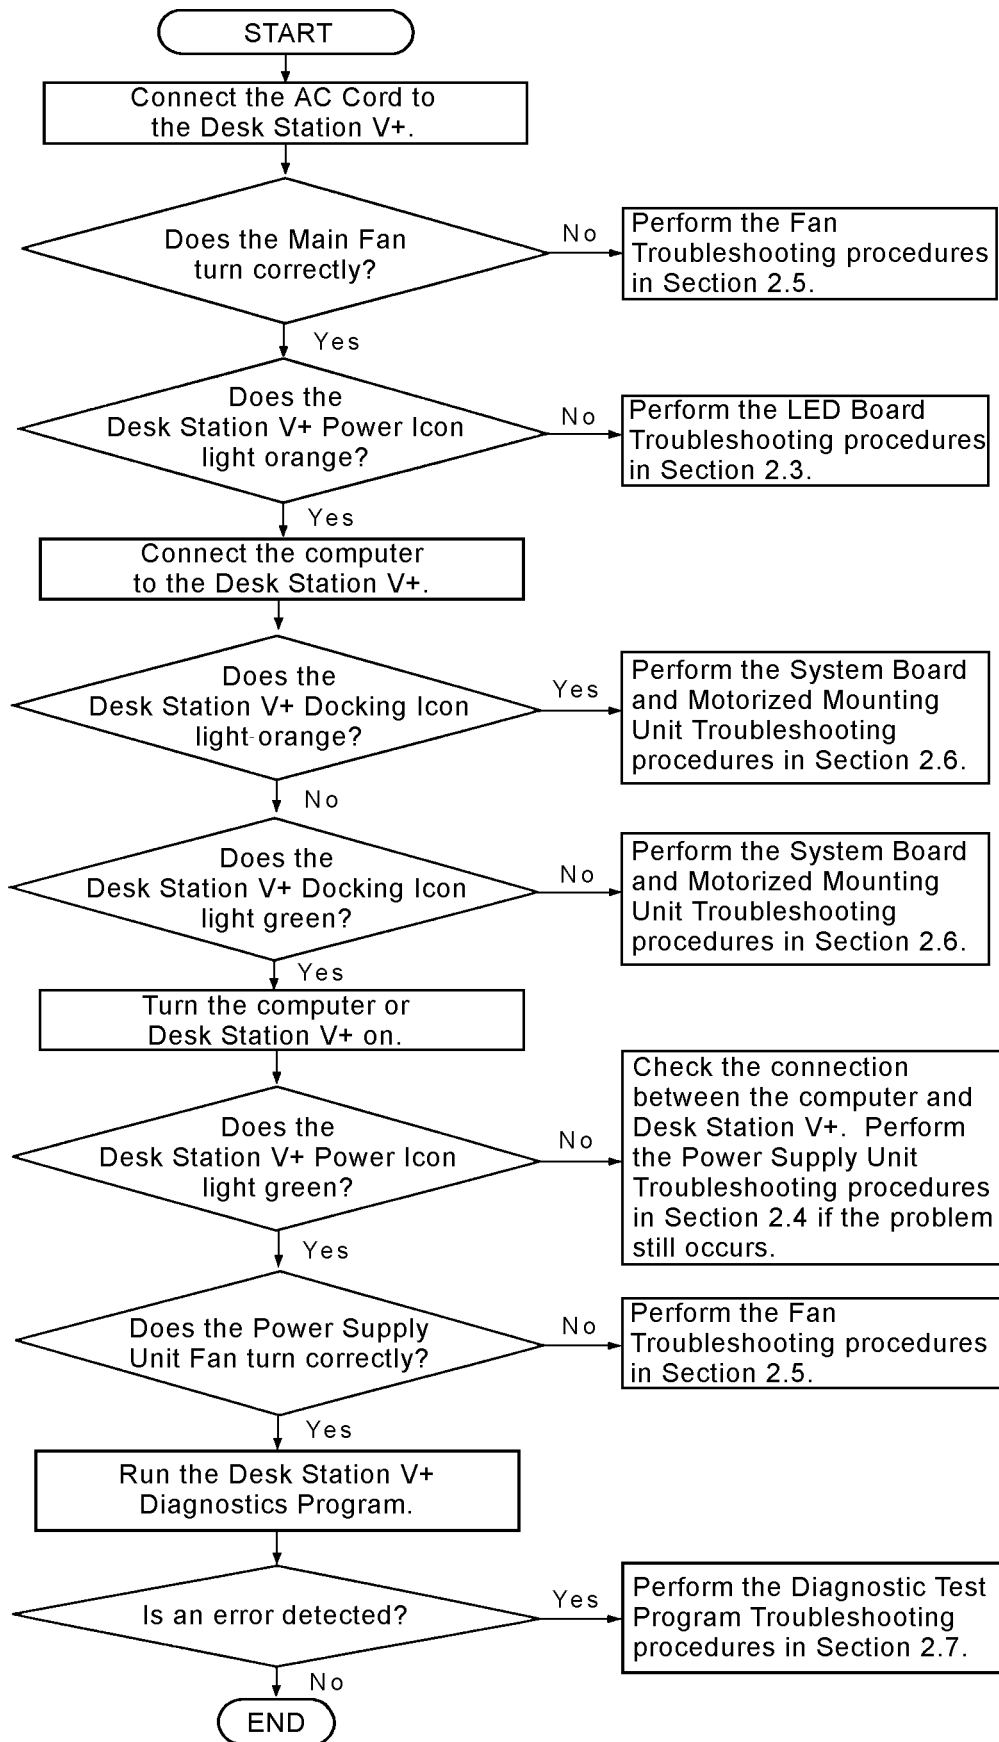 START
Connect the AC Cord to
the Desk Station V+.
Does the Main Fan
turn correctly?
No
Perform the Fan
Troubleshooting procedures
in Section 2.5.
Yes
Does the
Desk Station V+ Power Icon
light orange?
No
Perform the LED Board
Troubleshooting procedures
in Section 2.3.
Yes
Connect the computer
to the Desk Station V+.
Does the
Desk Station V+ Docking Icon
light orange?
Yes
Perform the System Board
and Motorized Mounting
Unit Troubleshooting
procedures in Section 2.6.
No
Does the
Desk Station V+ Docking Icon
light green?
No
Perform the System Board
and Motorized Mounting
Unit Troubleshooting
procedures in Section 2.6.
Yes
Turn the computer or
Desk Station V+ on.
Does the
Desk Station V+ Power Icon
light green?
No
Check the connection
between the computer and
Desk Station V+. Perform
the Power Supply Unit
Troubleshooting procedures
in Section 2.4 if the problem
still occurs.
Yes
Does the Power Supply
Unit Fan turn correctly?
No
Perform the Fan
Troubleshooting procedures
in Section 2.5.
Yes
Run the Desk Station V+
Diagnostics Program.
Is an error detected?
Yes
Perform the Diagnostic Test
Program Troubleshooting
procedures in Section 2.7.
No
END